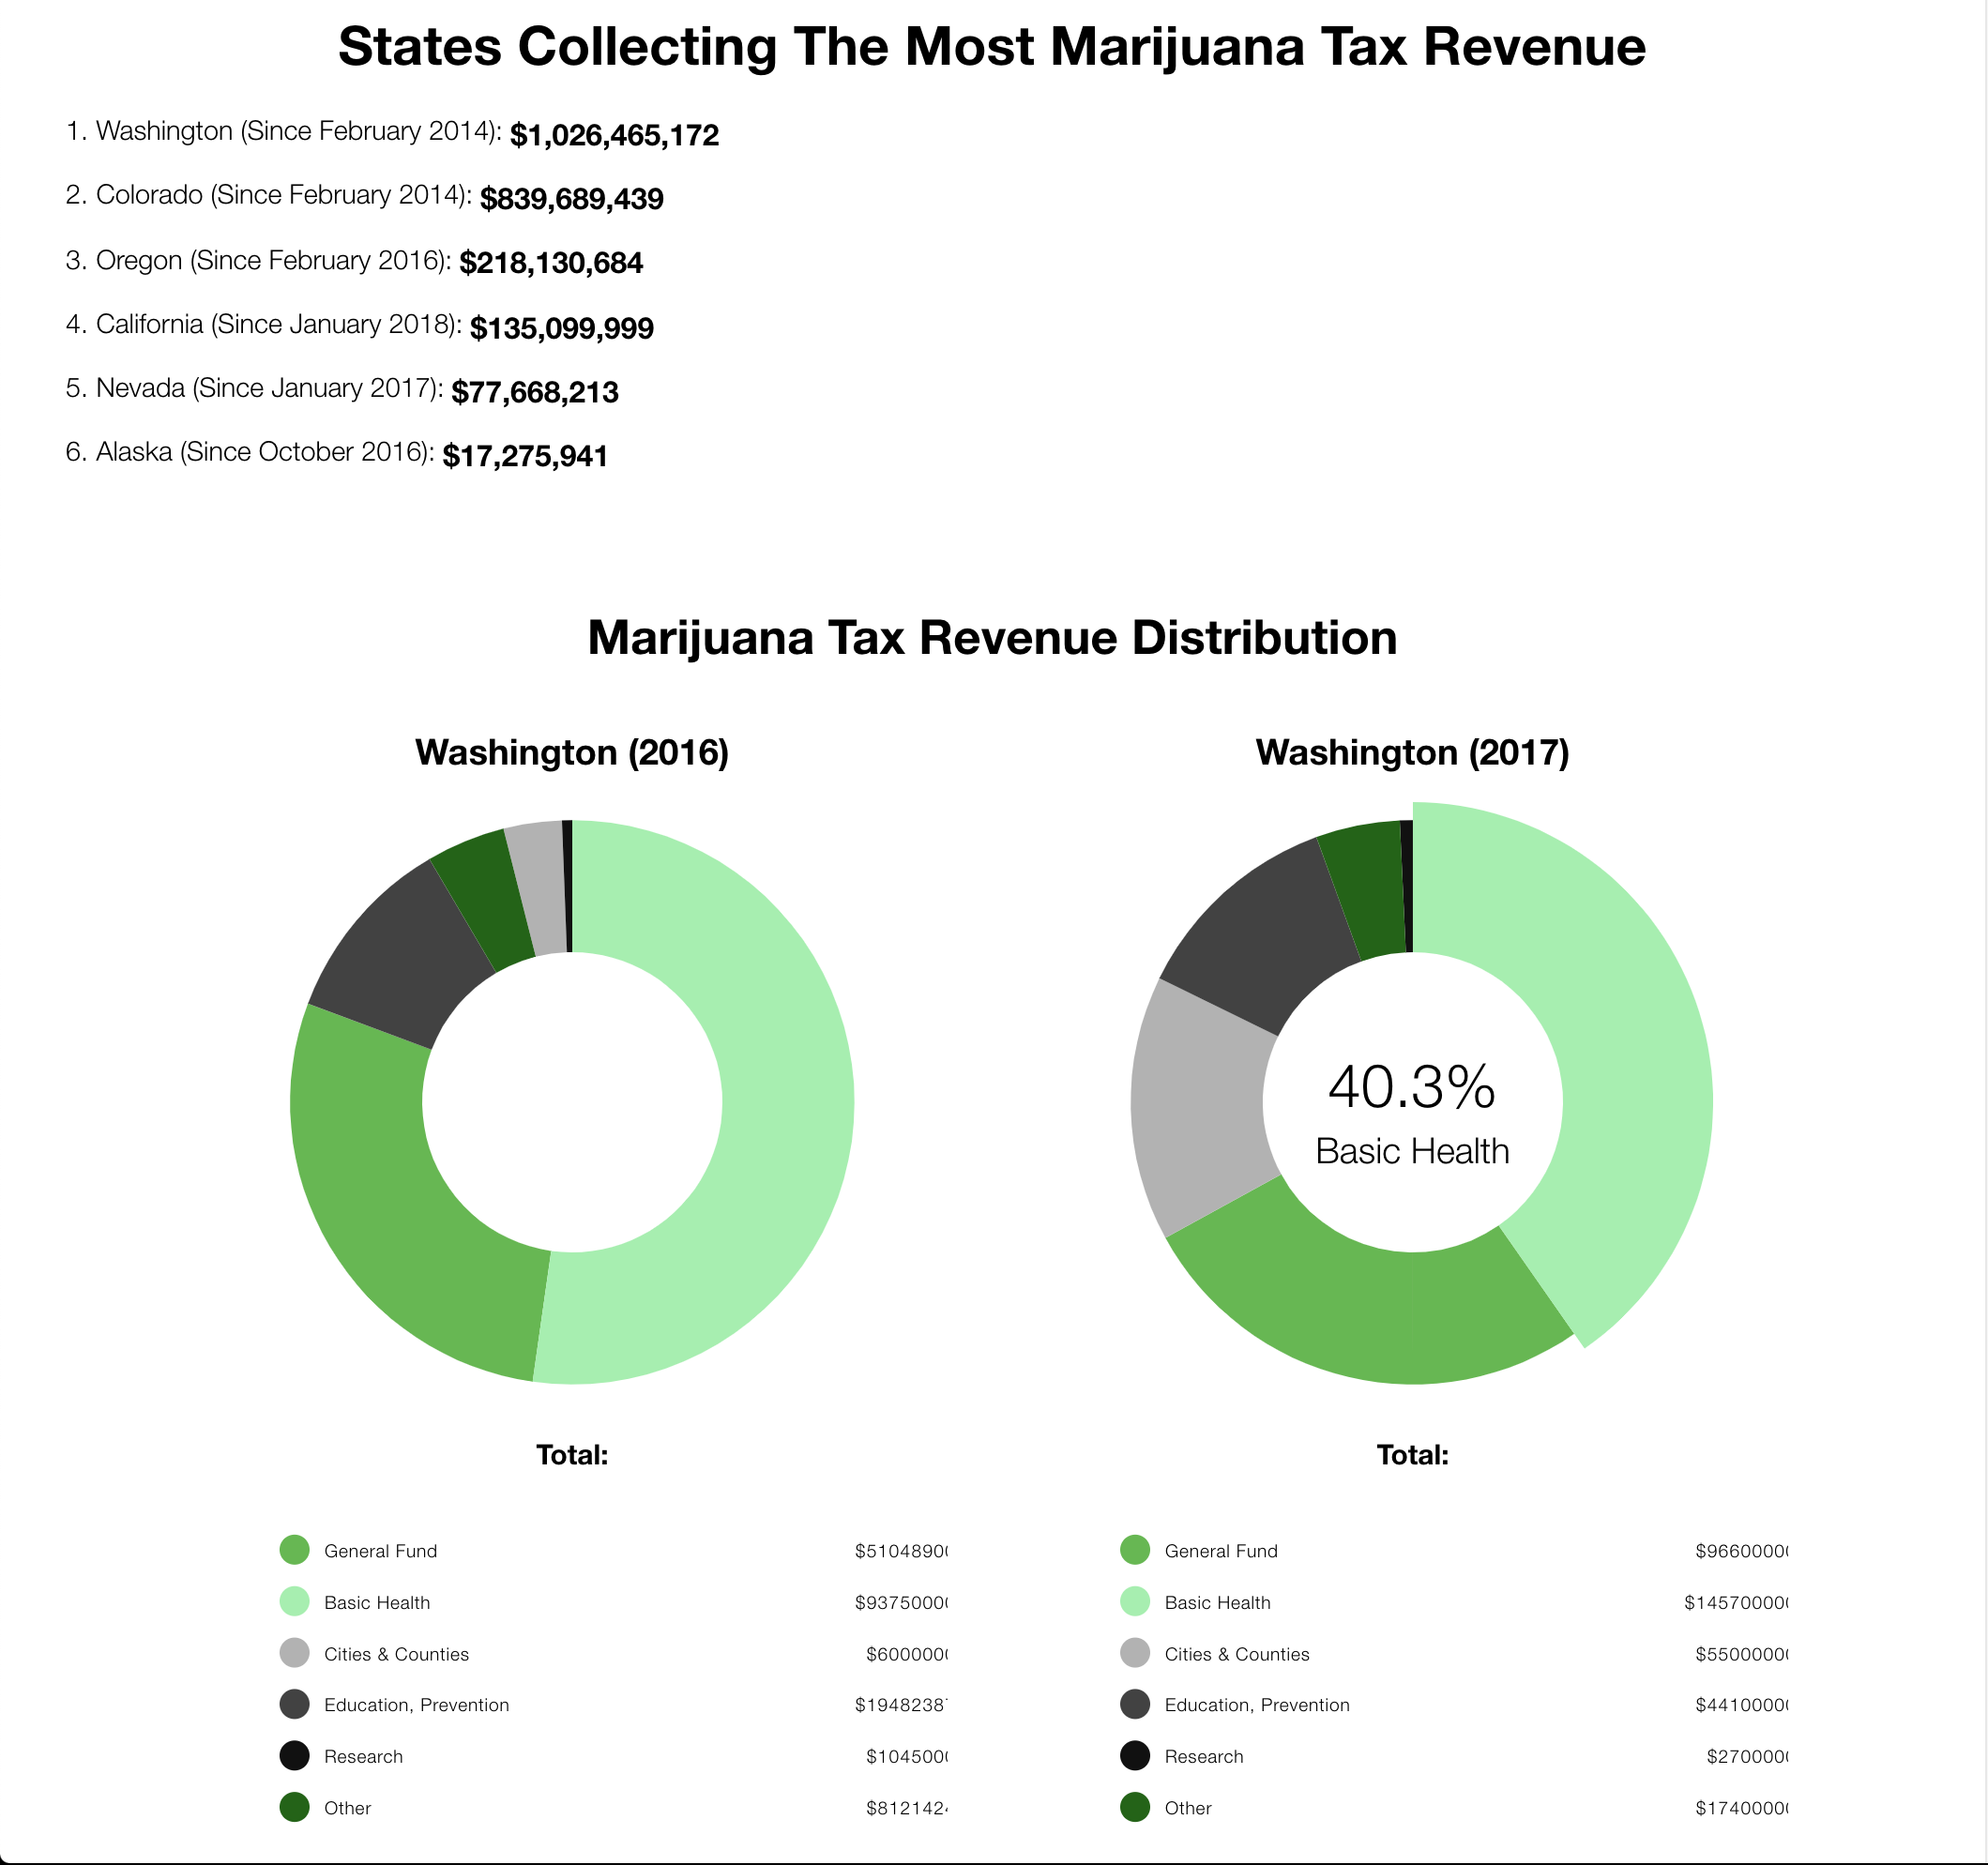 States Collecting The Most Marijuana Tax Revenue
1. Washington (Since February 2014): $1,026,465,172
2. Colorado (Since February 2014): $839,689,439
3. Oregon (Since February 2016): $218,130,684
4. California (Since January 2018): $135,099,999
5. Nevada (Since January 2017): $77,668,213
6. Alaska (Since October 2016): $17,275,941
Marijuana Tax Revenue Distribution
Washington (2016)
Total:
General Fund $51048900
Basic Health $93750000
Cities & Counties $6000000
Education, Prevention $19482387
Research $1045000
Other $8121424
Washington (2017)
40.3%
Basic Health
Total:
General Fund $96600000
Basic Health $145700000
Cities & Counties $55000000
Education, Prevention $44100000
Research $2700000
Other $17400000